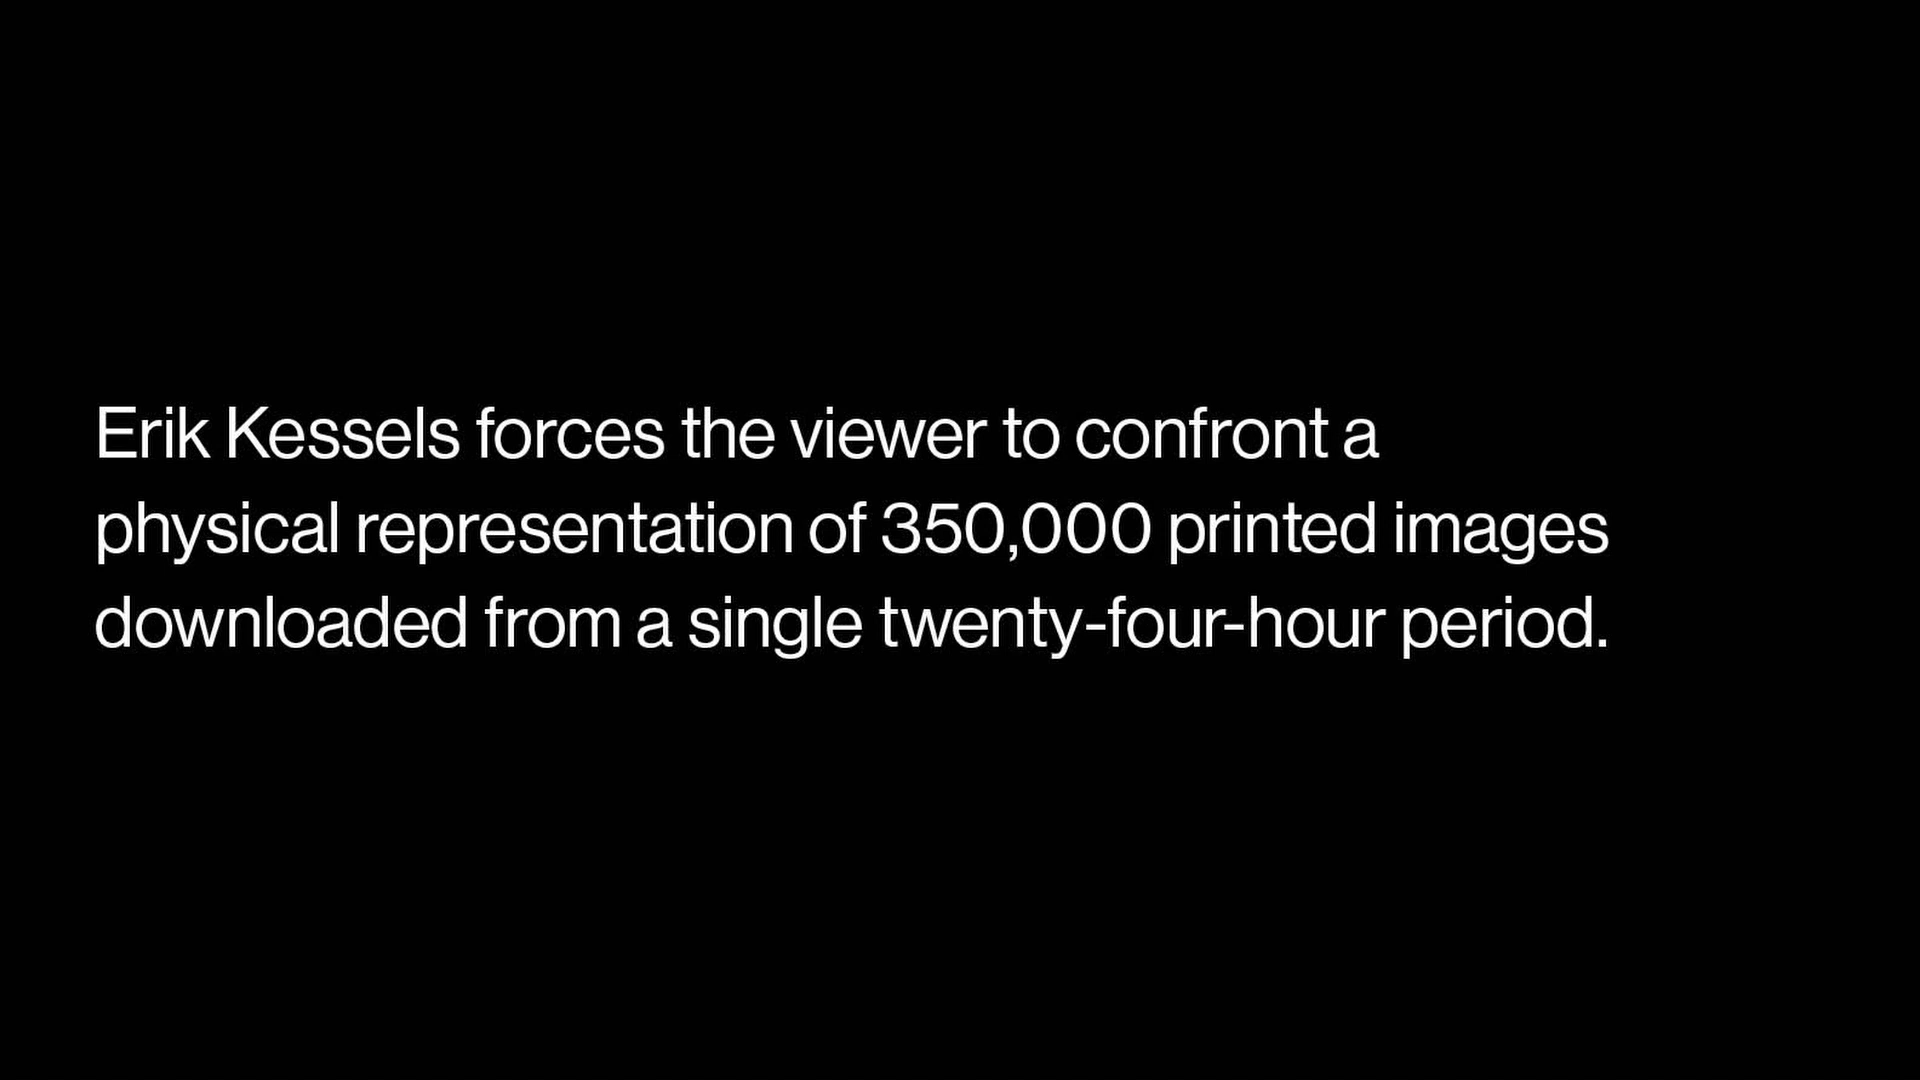 Erik Kessels forces the viewer to confront a
physical representation of 350,000 printed images
downloaded from a single twenty-four-hour period.